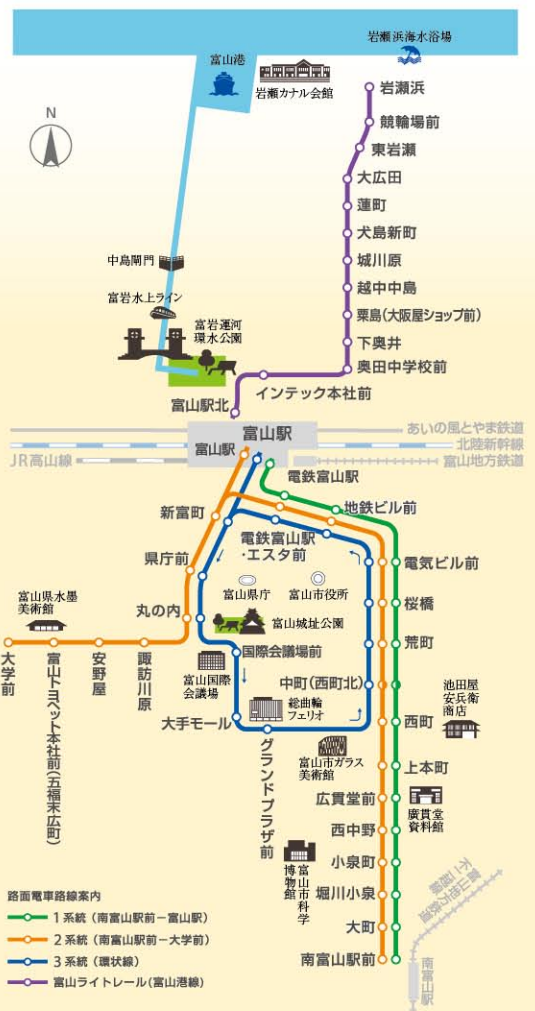 岩瀬浜海水浴場
富山港
岩瀬カナル会館
岩瀬浜
N
競輪場前
東岩瀬
大広田
蓮町
犬島新町
中島閘門
城川原
越中中島
富岩水上ライン
粟島(大阪屋ショップ前)
富岩運河
環水公園
下奥井
奥田中学校前
インテック本社前
富山駅北
富山駅
あいの風とやま鉄道
富山駅
北陸新幹線
JR高山線
富山地方鉄道
電鉄富山駅
新富町
地鉄ビル前
電鉄富山駅
・エスタ前
県庁前
電気ビル前
富山県庁
富山市役所
富山県水墨
美術館
丸の内
桜橋
富山城址公園
国際会議場前
荒町
大学前
富山トヨペット本社前(五福末広町)
安野屋
諏訪川原
富山国際
会議場
中町(西町北)
池田屋
安兵衛
商店
総曲輪
フェリオ
大手モール
西町
グランドプラザ前
富山市ガラス
美術館
上本町
広貫堂前
廣貫堂
資料館
西中野
富山市科学
博物館
小泉町
堀川小泉
富山地方鉄道
不二越線
大町
南富山駅前
南富山駅
路面電車路線案内
1系統(南富山駅前−富山駅)
2系統(南富山駅前−大学前)
3系統(環状線)
富山ライトレール(富山港線)